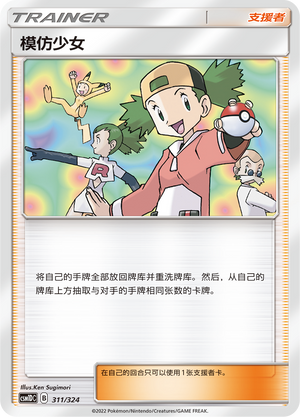 TRAINER 支援者
模仿少女
将自己的手牌全部放回牌库并重洗牌库。然后，从自己的
牌库上方抽取与对手的手牌相同张数的卡牌。
Illus.Ken Sugimori
CSM1DC B 311/324
在自己的回合只可以使用1张支援者卡。
©2022 Pokémon/Nintendo/Creatures/GAME FREAK.